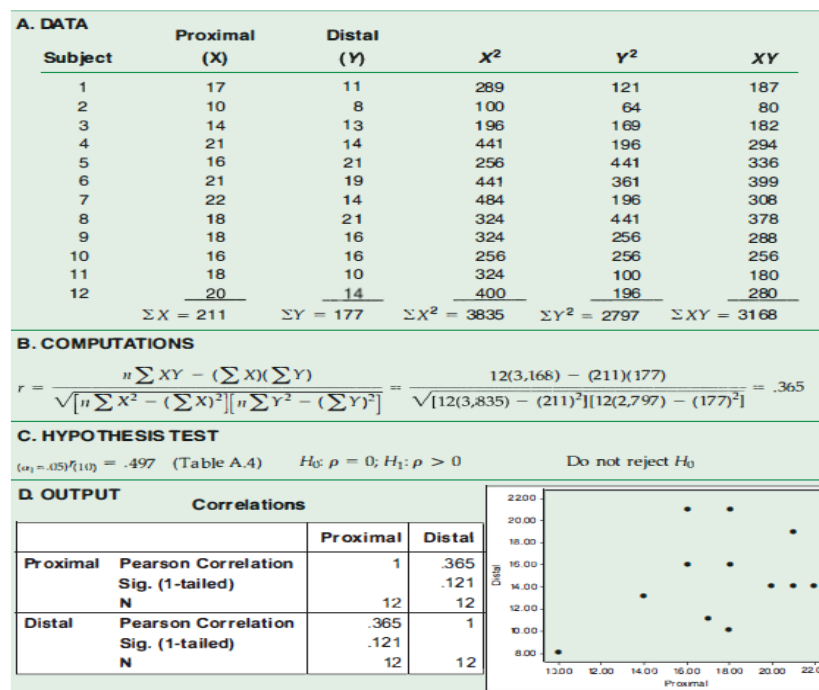 A. DATA
Proximal Distal
Subject (X) (Y) X² Y² XY
1 17 11 289 121 187
2 10 8 100 64 80
3 14 13 196 169 182
4 21 14 441 196 294
5 16 21 256 441 336
6 21 19 441 361 399
7 22 14 484 196 308
8 18 21 324 441 378
9 18 16 324 256 288
10 16 16 256 256 256
11 18 10 324 100 180
12 20 14 400 196 280
ΣX = 211 ΣY = 177 ΣX² = 3835 ΣY² = 2797 ΣXY = 3168
B. COMPUTATIONS
r = n∑XY − (∑X)(∑Y) / √[n∑X² − (∑X)²][n∑Y² − (∑Y)²] = 12(3,168) − (211)(177) / √[12(3,835) − (211)²][12(2,797) − (177)²] = .365
C. HYPOTHESIS TEST
(α₁=.05)r(10) = .497 (Table A.4) H₀: ρ = 0; H₁: ρ > 0 Do not reject H₀
D. OUTPUT
Correlations
Proximal Distal
Proximal Pearson Correlation 1 .365
Sig. (1-tailed) .121
N 12 12
Distal Pearson Correlation .365 1
Sig. (1-tailed) .121
N 12 12
22.00
20.00
18.00
16.00
14.00
12.00
10.00
8.00
Distal
10.00 12.00 14.00 16.00 18.00 20.00 22.0
Proximal